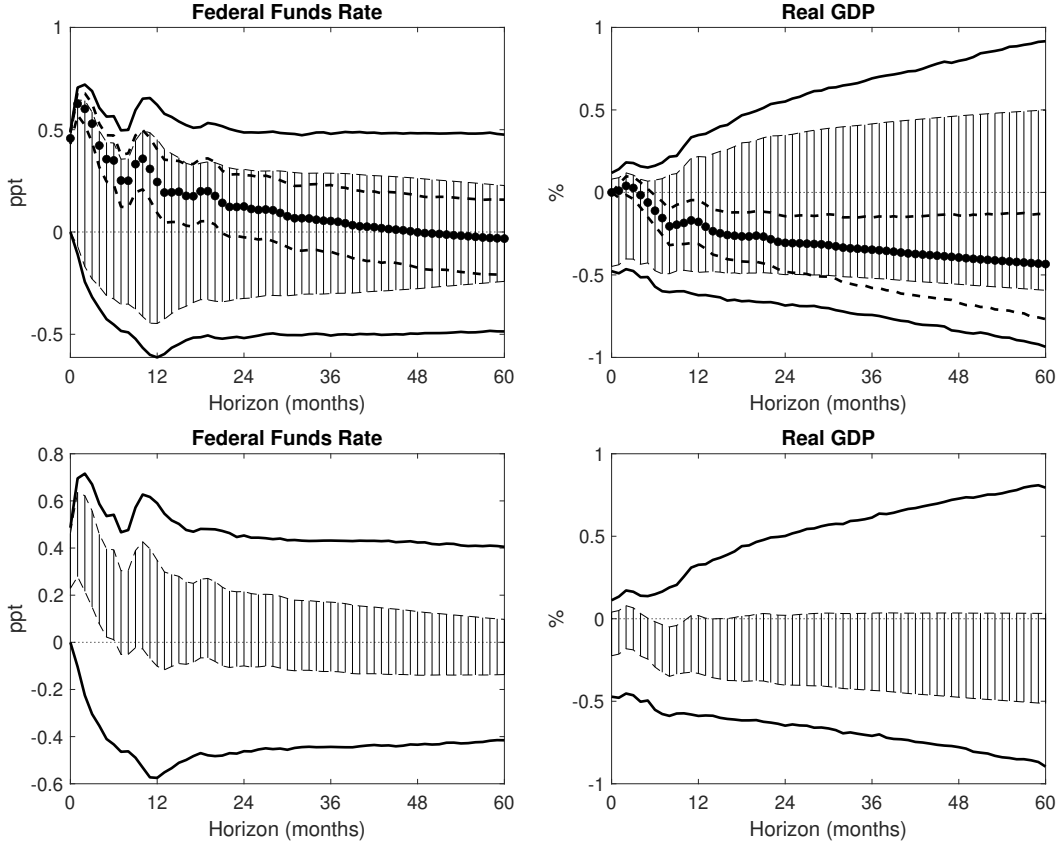 Federal Funds Rate
1
0.5
0
-0.5
ppt
0 12 24 36 48 60
Horizon (months)
Real GDP
1
0.5
0
-0.5
-1
%
0 12 24 36 48 60
Horizon (months)
Federal Funds Rate
0.8
0.6
0.4
0.2
0
-0.2
-0.4
-0.6
ppt
0 12 24 36 48 60
Horizon (months)
Real GDP
1
0.5
0
-0.5
-1
%
0 12 24 36 48 60
Horizon (months)